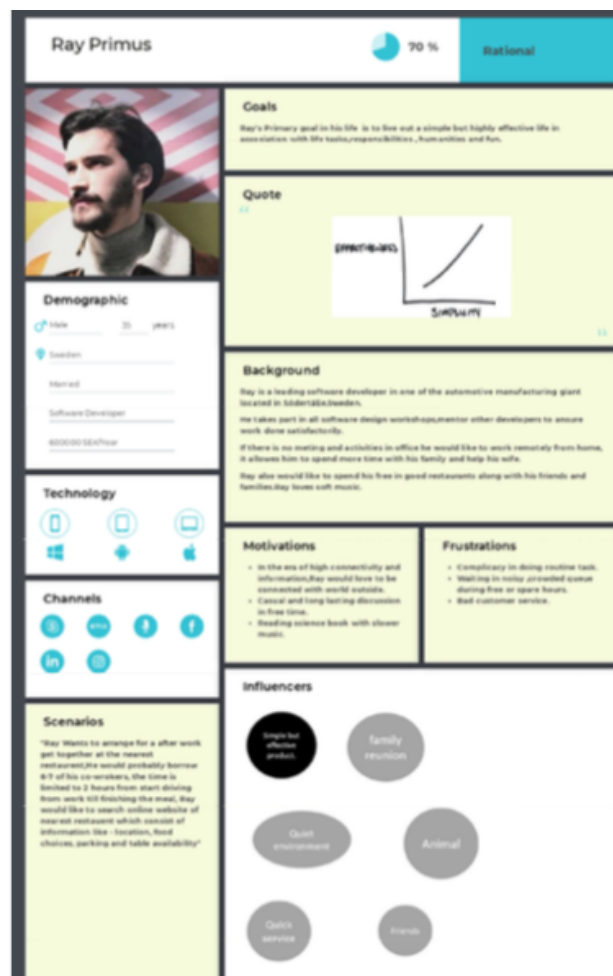 Ray Primus
70 %
Rational
Goals
Ray's Primary goal in his life is to live out a simple but highly effective life in
association with life tasks,responsibilities , humanities and fun.
Quote
“
SIMPLICITY
”
Demographic
Male 35 years
Sweden
Married
Software Developer
Background
Ray is a leading software developer in one of the automotive manufacturing giant
located in Södertälje,Sweden.
He takes part in all software design workshops,mentor other developers to ensure
work done satisfactorily.
If there is no meting and activities in office he would like to work remotely from home,
it allowes him to spend more time with his family and help his wife.
Ray also would like to spend his free in good restaurants along with his friends and
families.Ray loves soft music.
Technology
Motivations
• In the era of high connectivity and
information,Ray would love to be
connected with world outside.
• Casual and long lasting discussion
in free time.
• Reading science book with slower
music.
Frustrations
• Complicacy in doing routine task.
• Waiting in noisy ,crowded queue
during free or spare hours.
• Bad customer service.
Channels
Scenarios
"Ray Wants to arrange for a after work
get together at the nearest
restaurent,He would probably borrow
6-7 of his co-workers, the time is
limited to 2 hours from start driving
from work till finishing the meal, Ray
would like to search online website of
nearest restauent which consist of
information like - location, food
choices, parking and table availability"
Influencers
Simple but
effective
product.
family
reunion
Quiet
environment
Animal
Quick
service
Friends